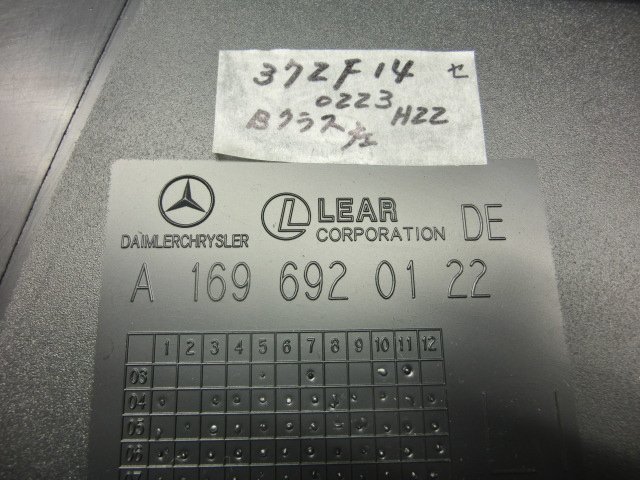 372F14 セ
0223
Bクラス H22
DAIMLERCHRYSLER
LEAR
CORPORATION
DE
A 169 692 01 22
1 2 3 4 5 6 7 8 9 10 11 12
03
04
05
06
07